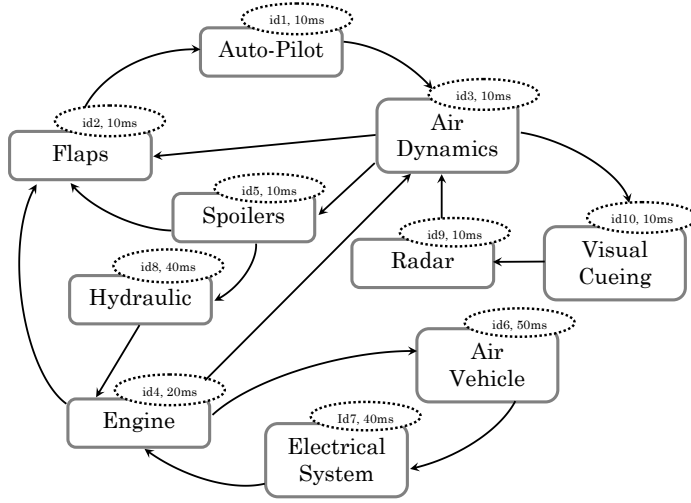 id1, 10ms
Auto-Pilot
id3, 10ms
Air
Dynamics
id2, 10ms
Flaps
id5, 10ms
Spoilers
id10, 10ms
Visual
Cueing
id9, 10ms
Radar
id8, 40ms
Hydraulic
id6, 50ms
Air
Vehicle
id4, 20ms
Engine
Id7, 40ms
Electrical
System